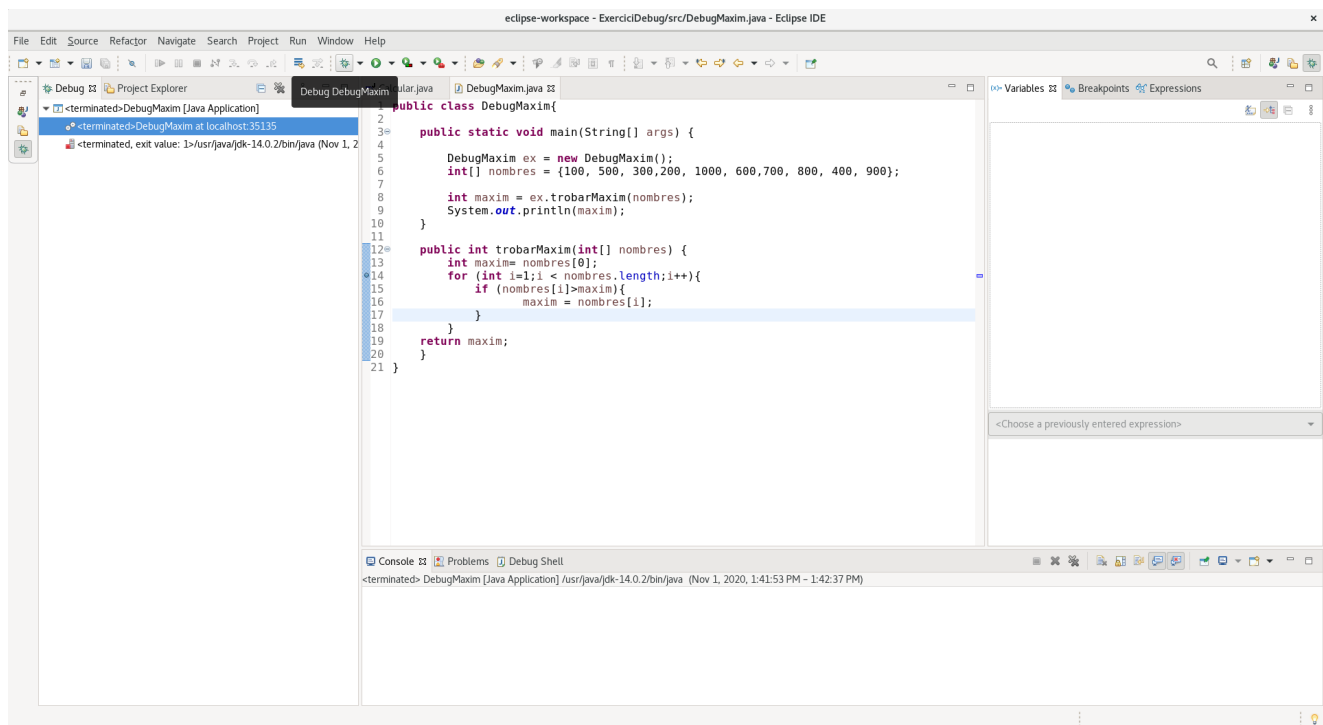 eclipse-workspace - ExerciciDebug/src/DebugMaxim.java - Eclipse IDE
File Edit Source Refactor Navigate Search Project Run Window Help
Debug Project Explorer
Debug DebugMaxim
ular.java DebugMaxim.java
Variables Breakpoints Expressions
<terminated>DebugMaxim [Java Application]
<terminated>DebugMaxim at localhost:35135
<terminated, exit value: 1>/usr/java/jdk-14.0.2/bin/java (Nov 1, 2
1 public class DebugMaxim{
2
3 public static void main(String[] args) {
4
5 DebugMaxim ex = new DebugMaxim();
6 int[] nombres = {100, 500, 300,200, 1000, 600,700, 800, 400, 900};
7
8 int maxim = ex.trobarMaxim(nombres);
9 System.out.println(maxim);
10 }
11
12 public int trobarMaxim(int[] nombres) {
13 int maxim= nombres[0];
14 for (int i=1;i < nombres.length;i++){
15 if (nombres[i]>maxim){
16 maxim = nombres[i];
17 }
18 }
19 return maxim;
20 }
21 }
<Choose a previously entered expression>
Console Problems Debug Shell
<terminated> DebugMaxim [Java Application] /usr/java/jdk-14.0.2/bin/java (Nov 1, 2020, 1:41:53 PM – 1:42:37 PM)